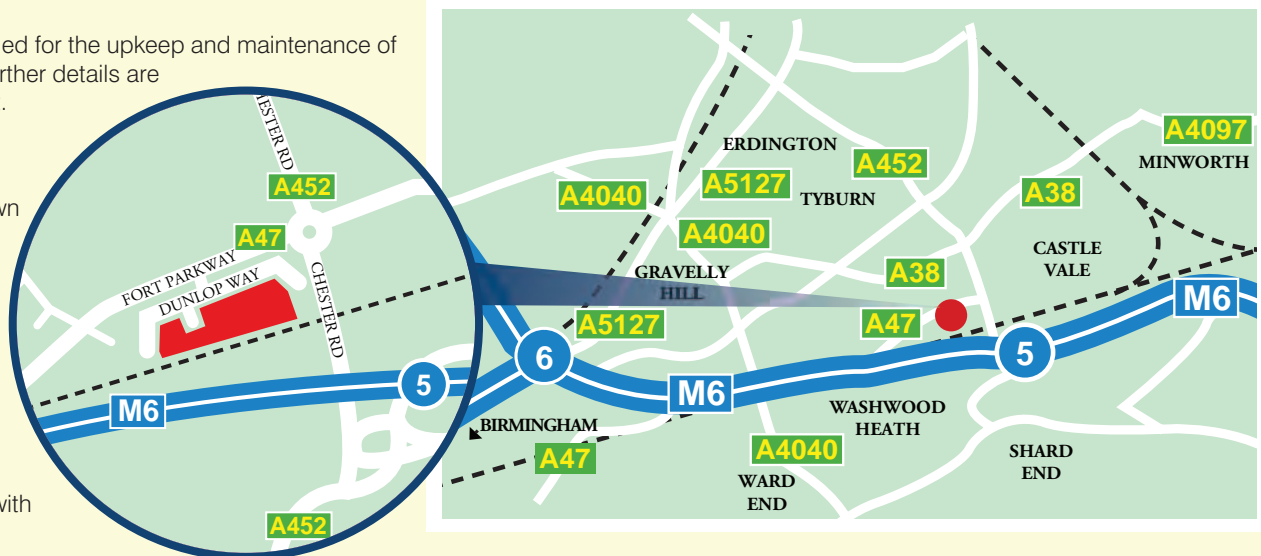 ed for the upkeep and maintenance of
rther details are
.
wn
with
HESTER RD
A452
A47
FORT PARKWAY
DUNLOP WAY
CHESTER RD
5
M6
A452
ERDINGTON
A4097
MINWORTH
A452
A5127
TYBURN
A4040
A38
A4040
CASTLE
VALE
GRAVELLY
HILL
A38
A5127
A47
M6
6
5
M6
WASHWOOD
HEATH
BIRMINGHAM
A47
A4040
SHARD
END
WARD
END